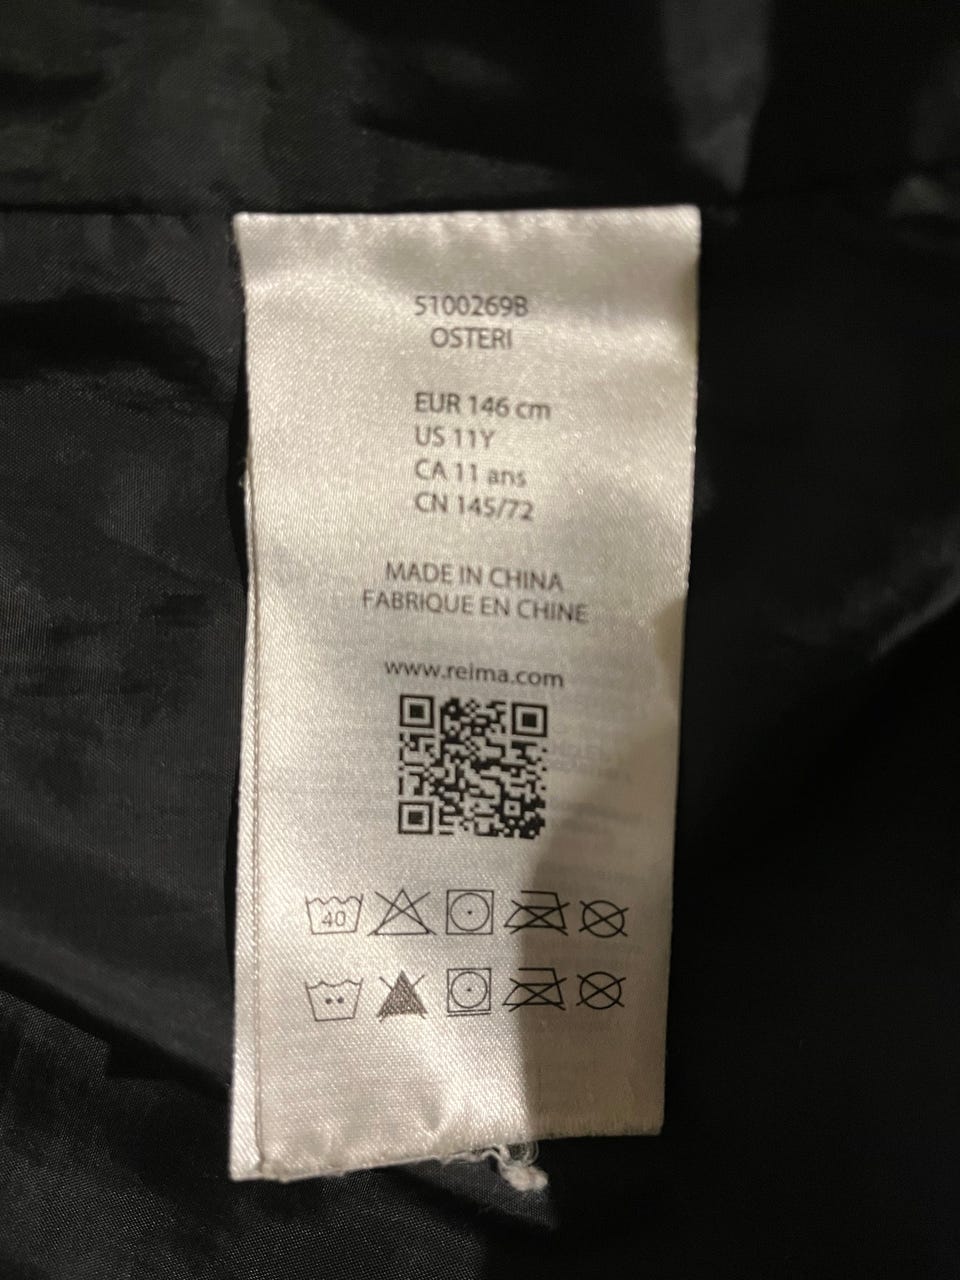 5100269B
OSTERI
EUR 146 cm
US 11Y
CA 11 ans
CN 145/72
MADE IN CHINA
FABRIQUE EN CHINE
www.reima.com
40